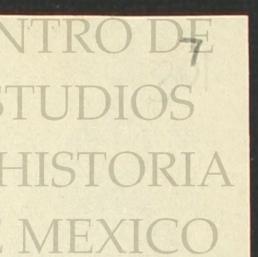 NTRO DE
7
STUDIOS
HISTORIA
E MEXICO